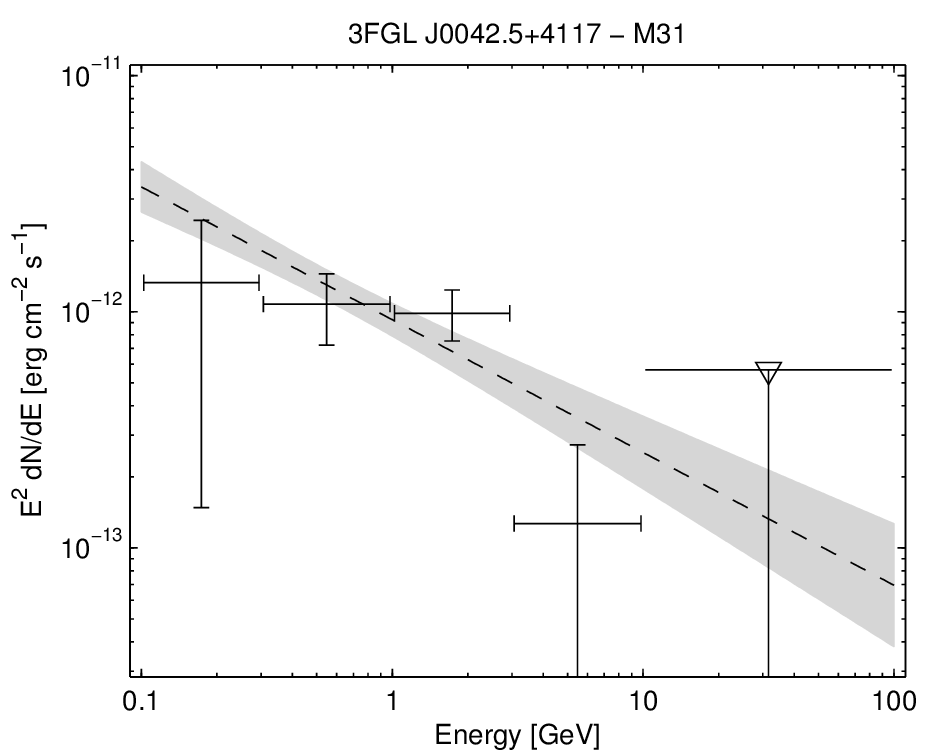 3FGL J0042.5+4117 − M31
10⁻¹¹
10⁻¹²
10⁻¹³
E² dN/dE [erg cm⁻² s⁻¹]
0.1 1 10 100
Energy [GeV]